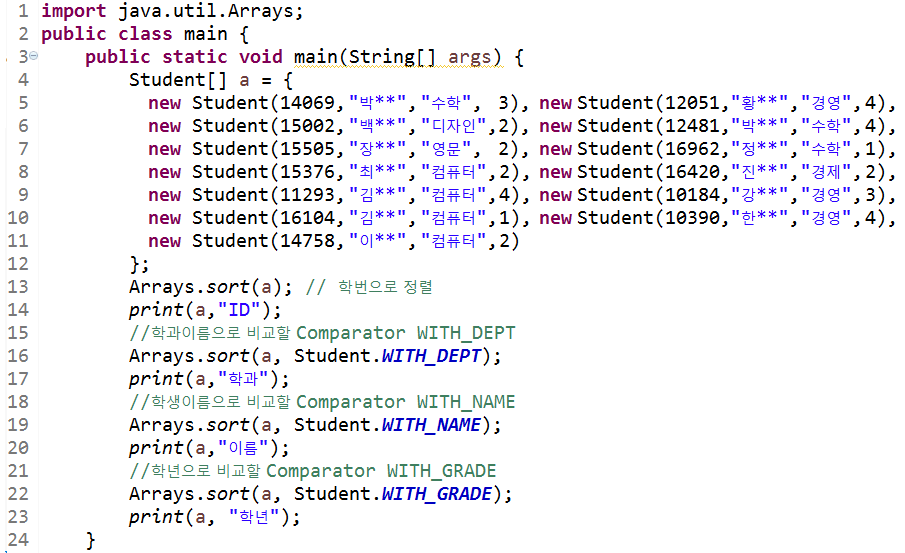 1 import java.util.Arrays;
2 public class main {
3 public static void main(String[] args) {
4 Student[] a = {
5 new Student(14069,"박**","수학", 3), new Student(12051,"황**","경영",4),
6 new Student(15002,"백**","디자인",2), new Student(12481,"박**","수학",4),
7 new Student(15505,"장**","영문", 2), new Student(16962,"정**","수학",1),
8 new Student(15376,"최**","컴퓨터",2), new Student(16420,"진**","경제",2),
9 new Student(11293,"김**","컴퓨터",4), new Student(10184,"강**","경영",3),
10 new Student(16104,"김**","컴퓨터",1), new Student(10390,"한**","경영",4),
11 new Student(14758,"이**","컴퓨터",2)
12 };
13 Arrays.sort(a); // 학번으로 정렬
14 print(a,"ID");
15 //학과이름으로 비교할 Comparator WITH_DEPT
16 Arrays.sort(a, Student.WITH_DEPT);
17 print(a,"학과");
18 //학생이름으로 비교할 Comparator WITH_NAME
19 Arrays.sort(a, Student.WITH_NAME);
20 print(a,"이름");
21 //학년으로 비교할 Comparator WITH_GRADE
22 Arrays.sort(a, Student.WITH_GRADE);
23 print(a, "학년");
24 }